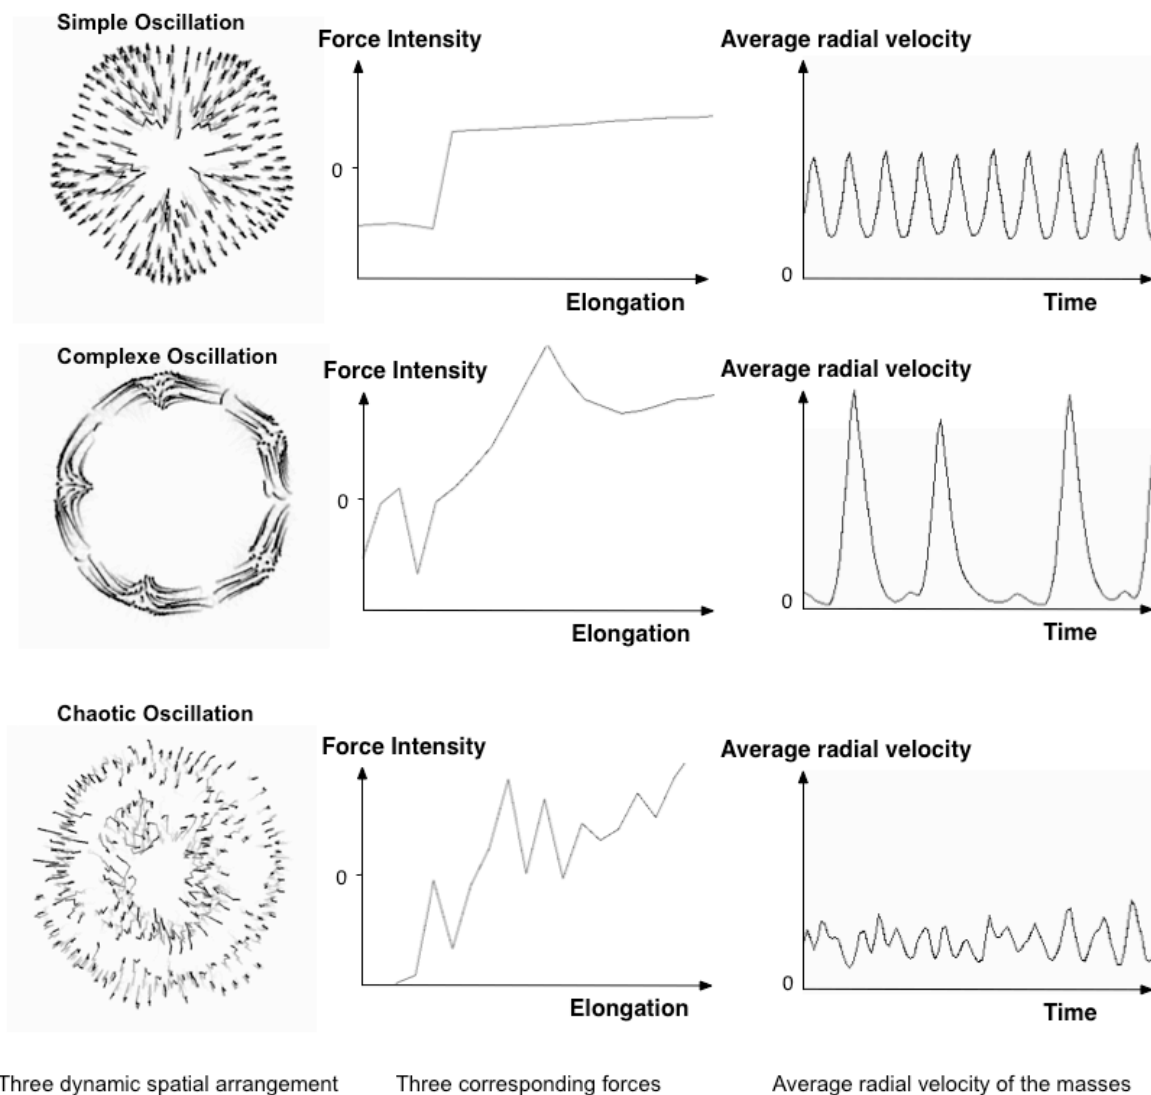 Simple Oscillation
Force Intensity
Average radial velocity
0
0
Elongation
Time
Complexe Oscillation
Force Intensity
Average radial velocity
0
0
Elongation
Time
Chaotic Oscillation
Force Intensity
Average radial velocity
0
0
Elongation
Time
Three dynamic spatial arrangement
Three corresponding forces
Average radial velocity of the masses